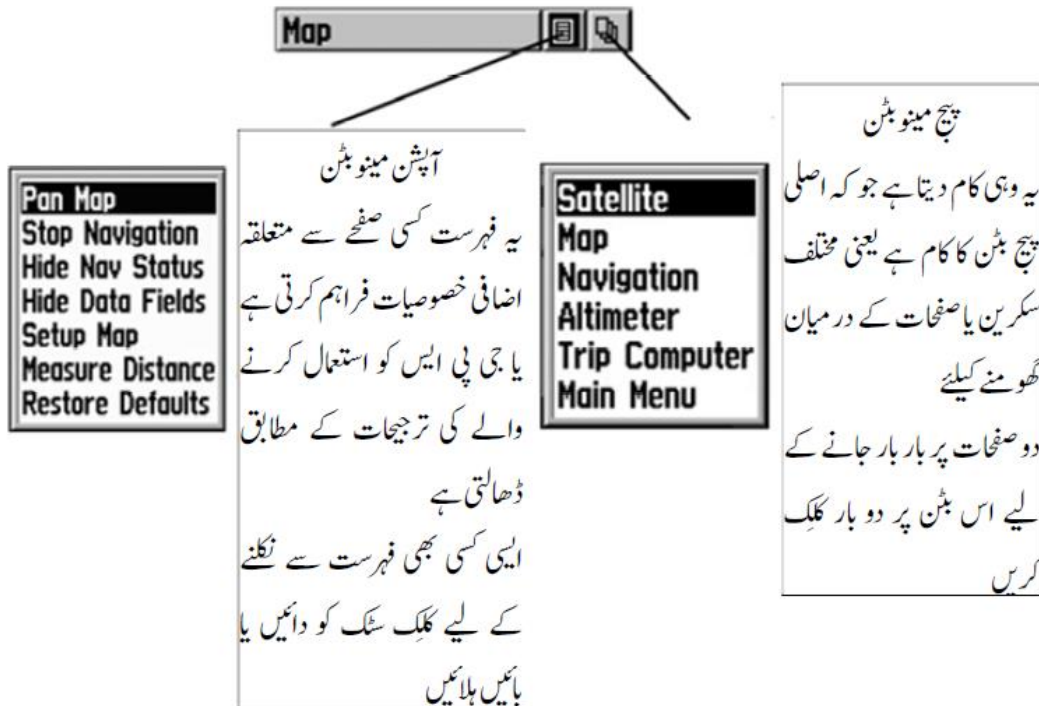 Map
پیج مینو بٹن
یہ وہی کام دیتا ہے جو کہ اصلی
پیج بٹن کا کام ہے یعنی مختلف
سکرین یا صفحات کے درمیان
گھومنے کیلئے
دو صفحات پر بار بار جانے کے
لیے اس بٹن پر دو بار کلِک
کریں
Satellite
Map
Navigation
Altimeter
Trip Computer
Main Menu
آپشن مینو بٹن
یہ فہرست کسی صفحے سے متعلقہ
اضافی خصوصیات فراہم کرتی ہے
یا جی پی ایس کو استعمال کرنے
والے کی ترجیحات کے مطابق
ڈھالتی ہے
ایسی کسی بھی فہرست سے نکلنے
کے لیے کلِک سٹک کو دائیں یا
بائیں ہلائیں
Pan Map
Stop Navigation
Hide Nav Status
Hide Data Fields
Setup Map
Measure Distance
Restore Defaults